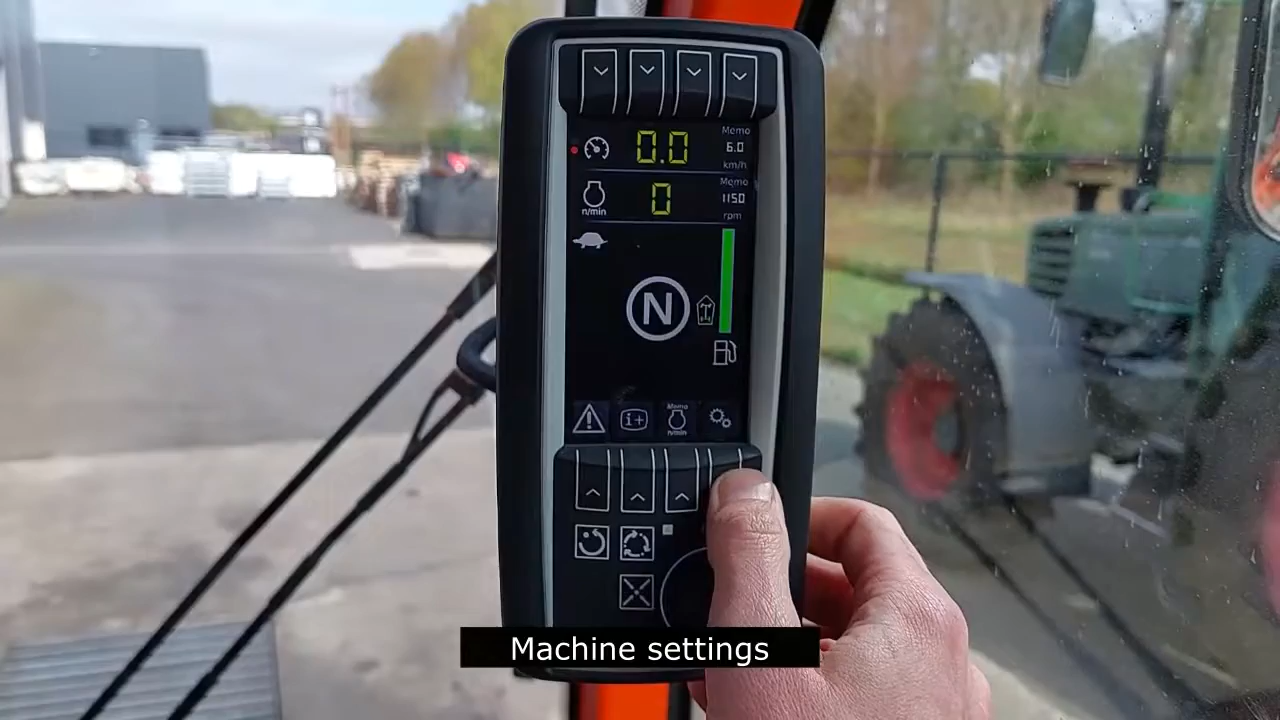 0.0
Memo
6.0
km/h
n/min
0
Memo
1150
rpm
N
i+
Memo
n/min
Machine settings